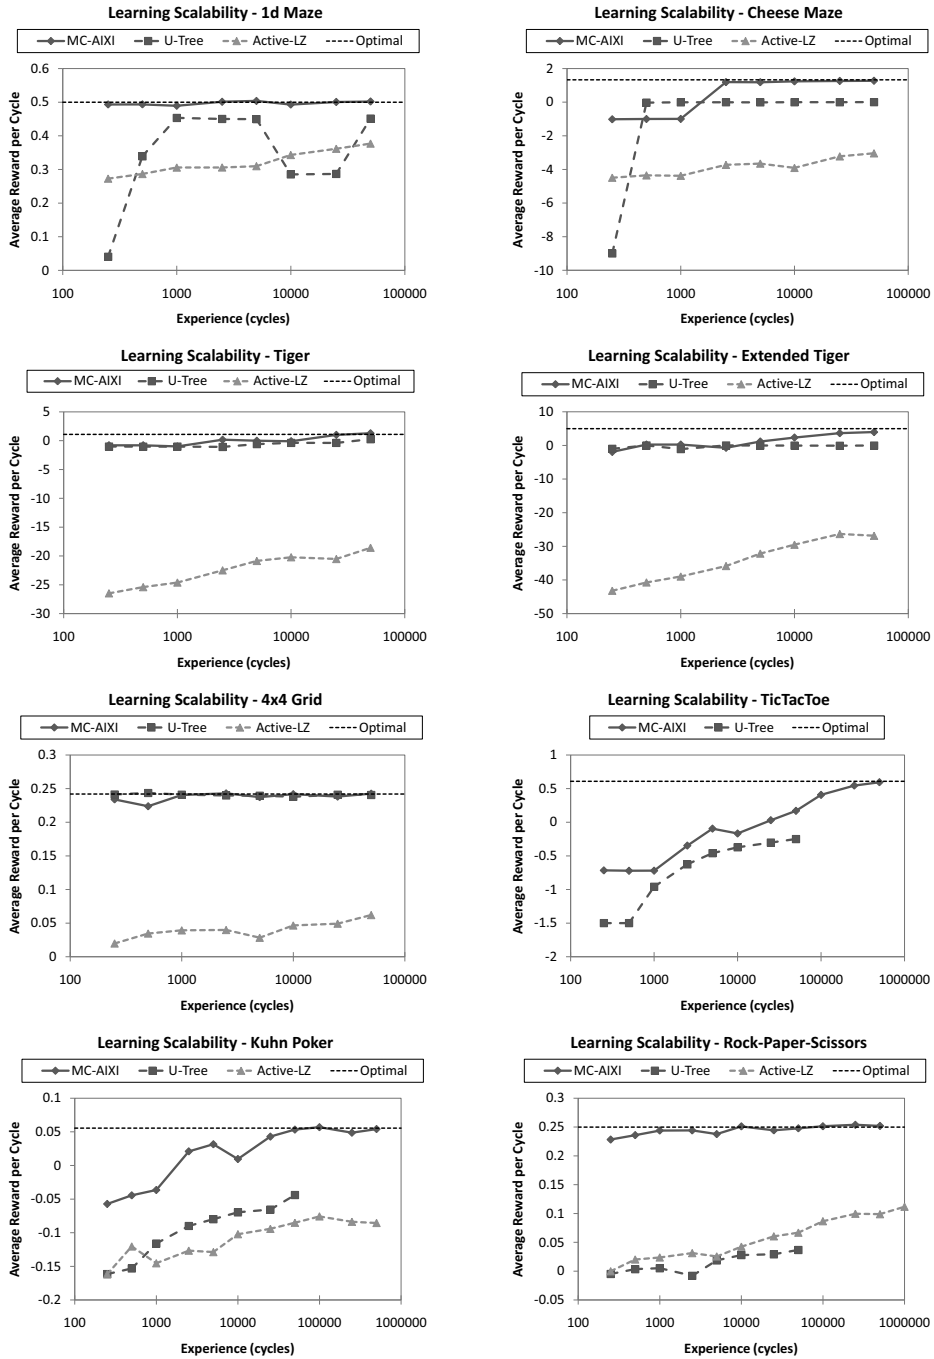 Learning Scalability - 1d Maze
MC-AIXI U-Tree Active-LZ Optimal
Average Reward per Cycle
0.6
0.5
0.4
0.3
0.2
0.1
0
100 1000 10000 100000
Experience (cycles)
Learning Scalability - Cheese Maze
MC-AIXI U-Tree Active-LZ Optimal
Average Reward per Cycle
2
0
-2
-4
-6
-8
-10
100 1000 10000 100000
Experience (cycles)
Learning Scalability - Tiger
MC-AIXI U-Tree Active-LZ Optimal
Average Reward per Cycle
5
0
-5
-10
-15
-20
-25
-30
100 1000 10000 100000
Experience (cycles)
Learning Scalability - Extended Tiger
MC-AIXI U-Tree Active-LZ Optimal
Average Reward per Cycle
10
0
-10
-20
-30
-40
-50
100 1000 10000 100000
Experience (cycles)
Learning Scalability - 4x4 Grid
MC-AIXI U-Tree Active-LZ Optimal
Average Reward per Cycle
0.3
0.25
0.2
0.15
0.1
0.05
0
100 1000 10000 100000
Experience (cycles)
Learning Scalability - TicTacToe
MC-AIXI U-Tree Optimal
Average Reward per Cycle
1
0.5
0
-0.5
-1
-1.5
-2
100 1000 10000 100000 1000000
Experience (cycles)
Learning Scalability - Kuhn Poker
MC-AIXI U-Tree Active-LZ Optimal
Average Reward per Cycle
0.1
0.05
0
-0.05
-0.1
-0.15
-0.2
100 1000 10000 100000 1000000
Experience (cycles)
Learning Scalability - Rock-Paper-Scissors
MC-AIXI U-Tree Active-LZ Optimal
Average Reward per Cycle
0.3
0.25
0.2
0.15
0.1
0.05
0
-0.05
100 1000 10000 100000 1000000
Experience (cycles)